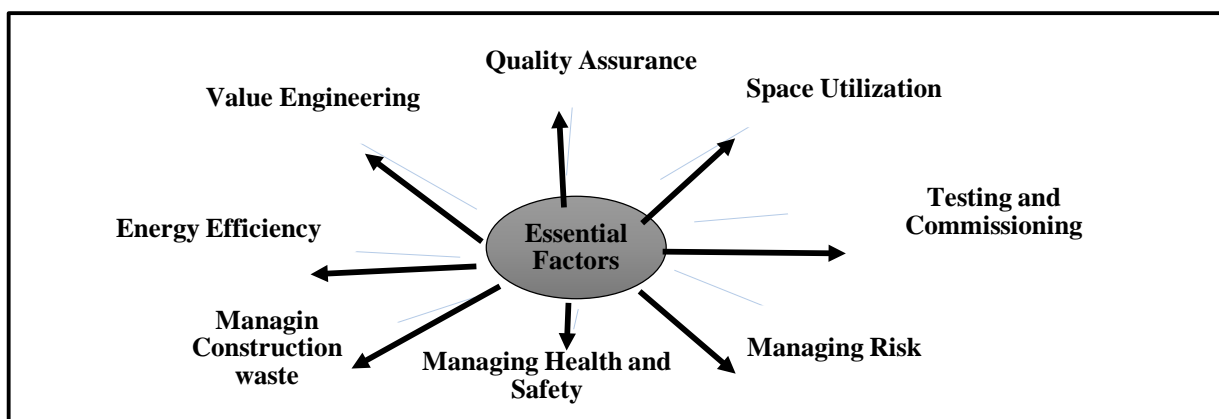 Quality Assurance
Value Engineering
Space Utilization
Testing and
Commissioning
Energy Efficiency
Essential
Factors
Managin
Construction
waste
Managing Health and
Safety
Managing Risk